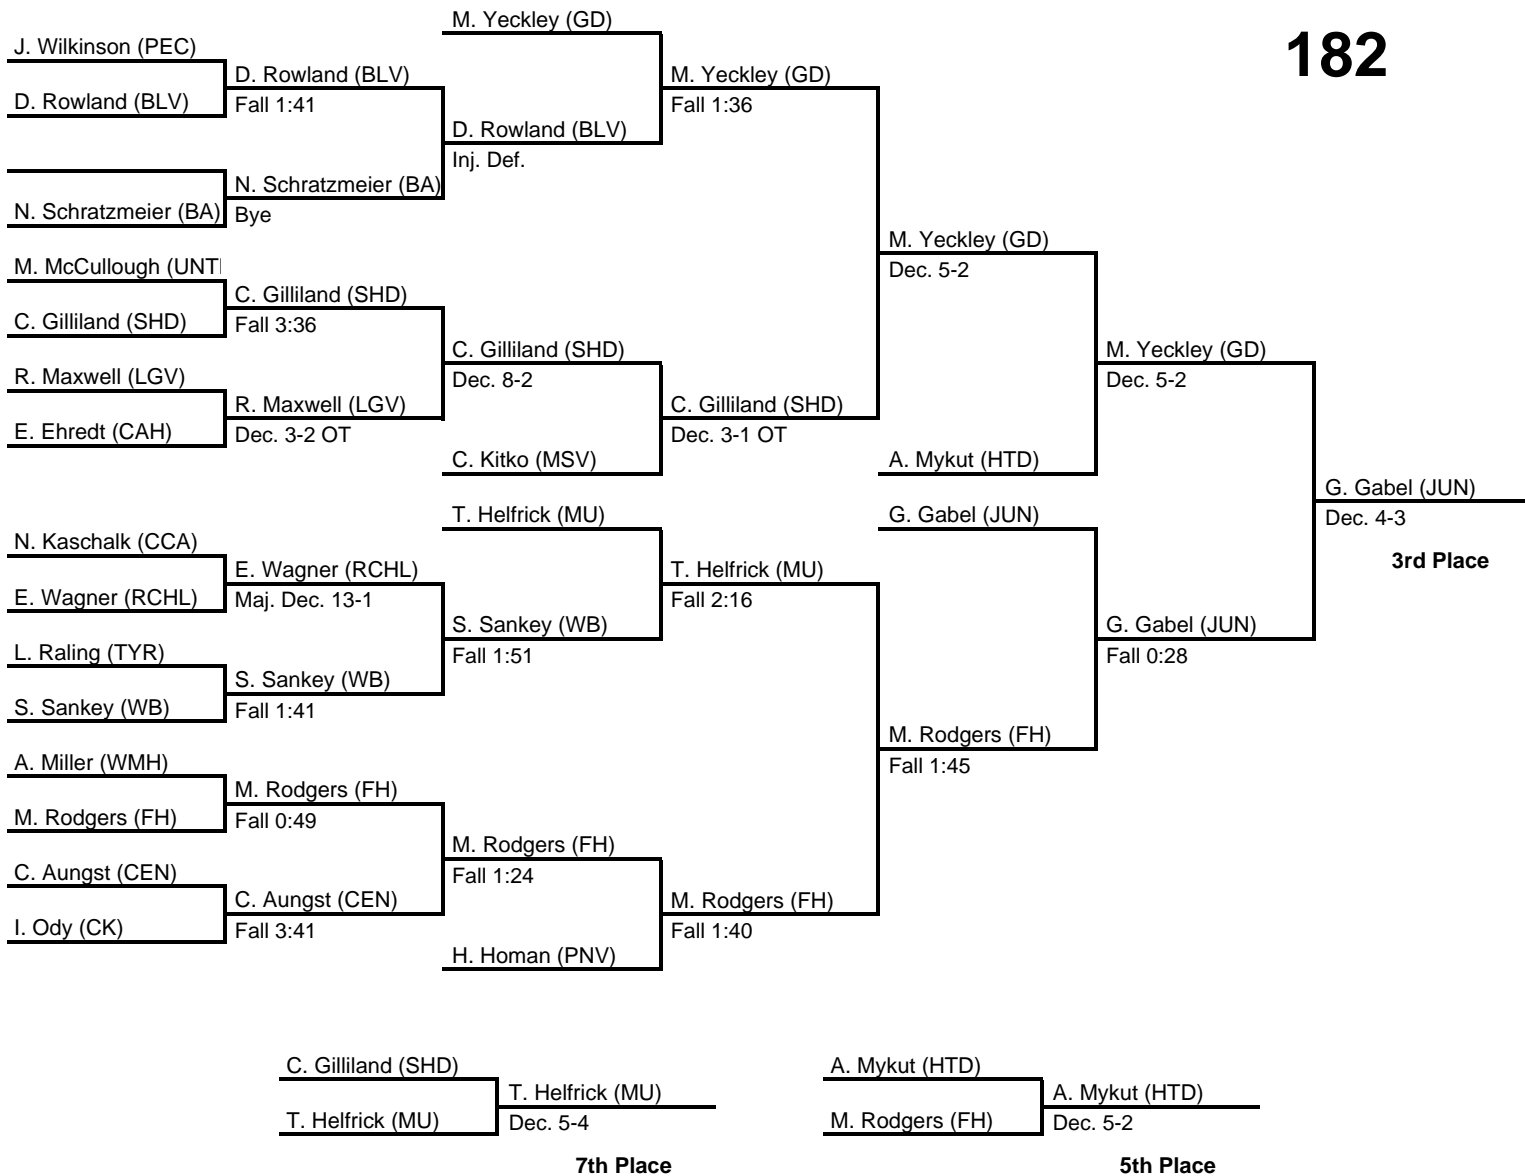 182
M. Yeckley (GD)
J. Wilkinson (PEC)
D. Rowland (BLV)
M. Yeckley (GD)
D. Rowland (BLV)
Fall 1:41
Fall 1:36
D. Rowland (BLV)
Inj. Def.
N. Schratzmeier (BA)
N. Schratzmeier (BA)
Bye
M. Yeckley (GD)
Dec. 5-2
M. McCullough (UNTI
C. Gilliland (SHD)
C. Gilliland (SHD)
Fall 3:36
C. Gilliland (SHD)
Dec. 8-2
M. Yeckley (GD)
Dec. 5-2
R. Maxwell (LGV)
R. Maxwell (LGV)
C. Gilliland (SHD)
E. Ehredt (CAH)
Dec. 3-2 OT
Dec. 3-1 OT
C. Kitko (MSV)
A. Mykut (HTD)
G. Gabel (JUN)
Dec. 4-3
3rd Place
T. Helfrick (MU)
G. Gabel (JUN)
N. Kaschalk (CCA)
E. Wagner (RCHL)
T. Helfrick (MU)
E. Wagner (RCHL)
Maj. Dec. 13-1
Fall 2:16
S. Sankey (WB)
Fall 1:51
G. Gabel (JUN)
Fall 0:28
L. Raling (TYR)
S. Sankey (WB)
S. Sankey (WB)
Fall 1:41
M. Rodgers (FH)
Fall 1:45
A. Miller (WMH)
M. Rodgers (FH)
M. Rodgers (FH)
Fall 0:49
M. Rodgers (FH)
Fall 1:24
C. Aungst (CEN)
C. Aungst (CEN)
M. Rodgers (FH)
I. Ody (CK)
Fall 3:41
Fall 1:40
H. Homan (PNV)
C. Gilliland (SHD)
T. Helfrick (MU)
T. Helfrick (MU)
Dec. 5-4
7th Place
A. Mykut (HTD)
A. Mykut (HTD)
M. Rodgers (FH)
Dec. 5-2
5th Place